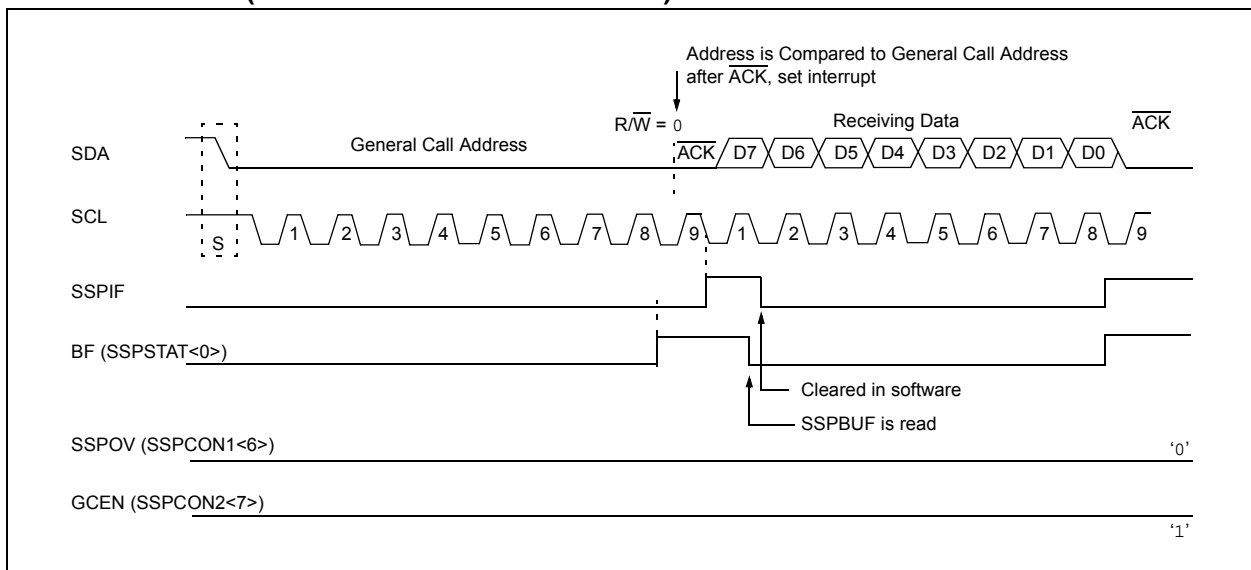 Address is Compared to General Call Address
after ACK, set interrupt
R/W = 0
Receiving Data
ACK
SDA
General Call Address
ACK
D7 D6 D5 D4 D3 D2 D1 D0
SCL
S
1 2 3 4 5 6 7 8 9 1 2 3 4 5 6 7 8 9
SSPIF
BF (SSPSTAT<0>)
Cleared in software
SSPBUF is read
SSPOV (SSPCON1<6>)
‘0’
GCEN (SSPCON2<7>)
‘1’